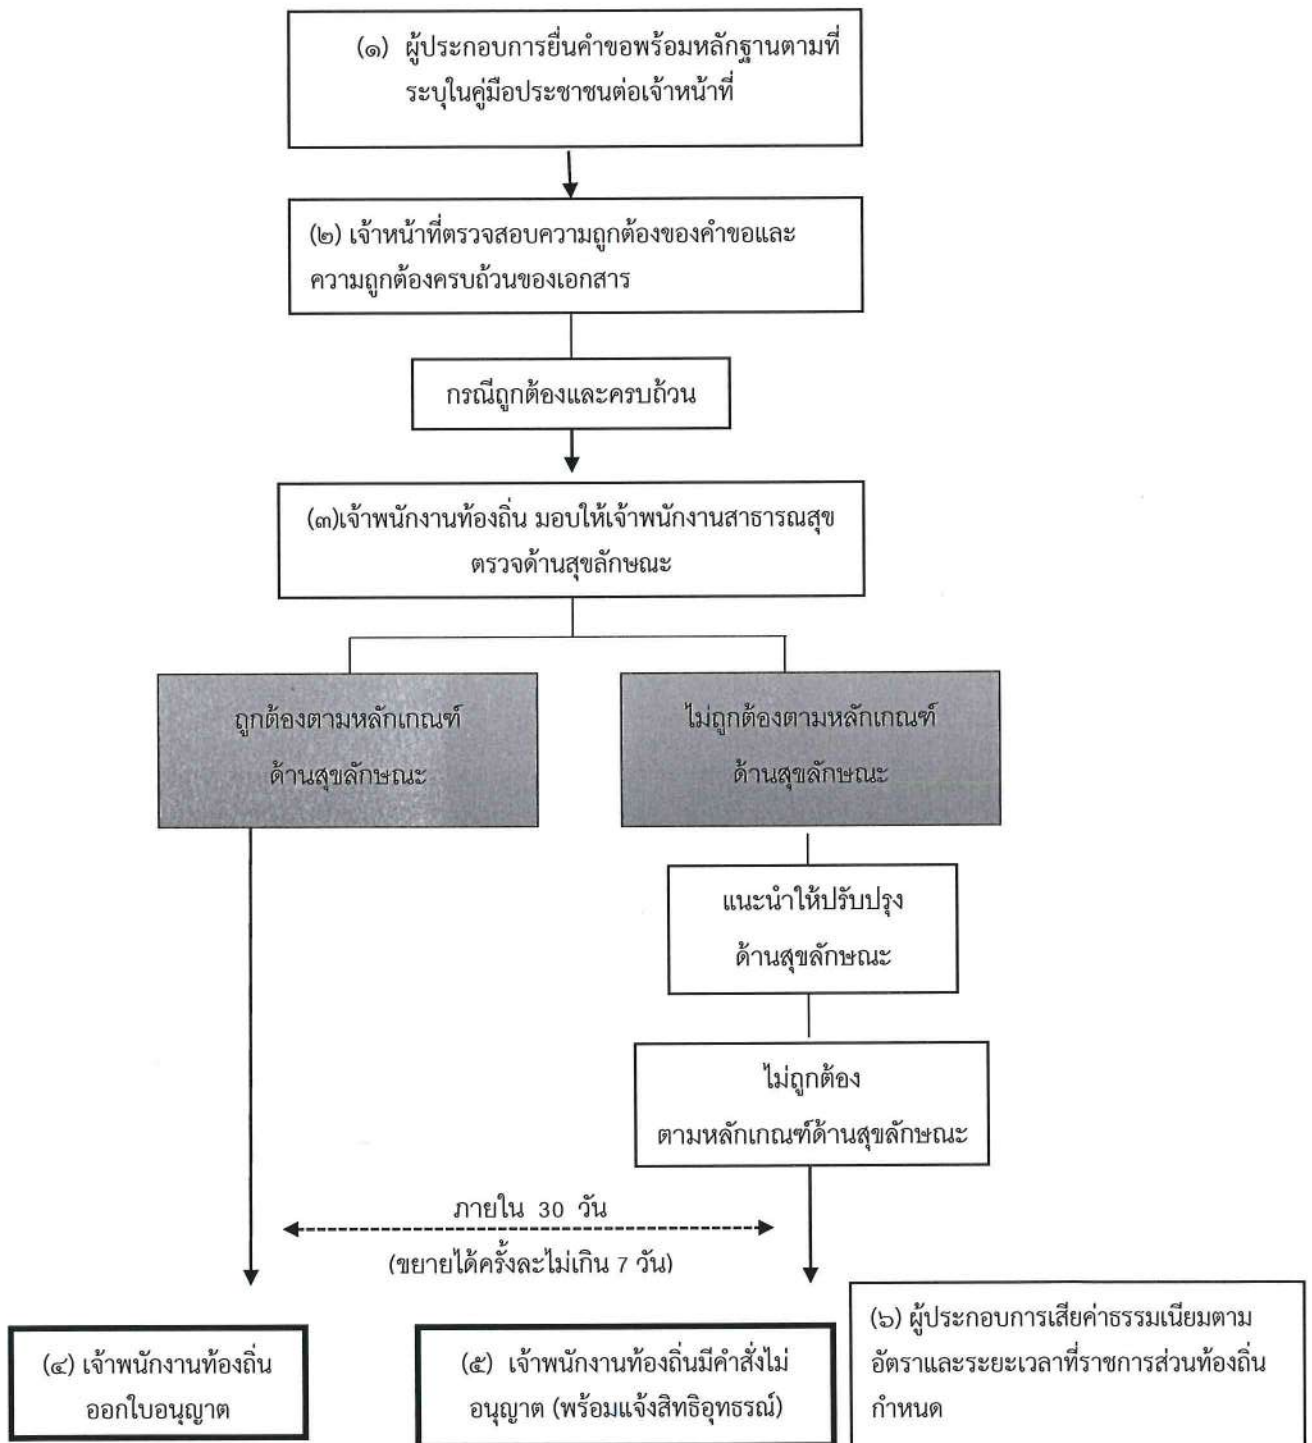 (๑) ผู้ประกอบการยื่นคำขอพร้อมหลักฐานตามที่
ระบุในคู่มือประชาชนต่อเจ้าหน้าที่
(๒) เจ้าหน้าที่ตรวจสอบความถูกต้องของคำขอและ
ความถูกต้องครบถ้วนของเอกสาร
กรณีถูกต้องและครบถ้วน
(๓)เจ้าพนักงานท้องถิ่น มอบให้เจ้าพนักงานสาธารณสุข
ตรวจด้านสุขลักษณะ
ถูกต้องตามหลักเกณฑ์
ด้านสุขลักษณะ
ไม่ถูกต้องตามหลักเกณฑ์
ด้านสุขลักษณะ
แนะนำให้ปรับปรุง
ด้านสุขลักษณะ
ไม่ถูกต้อง
ตามหลักเกณฑ์ด้านสุขลักษณะ
ภายใน 30 วัน
(ขยายได้ครั้งละไม่เกิน 7 วัน)
(๔) เจ้าพนักงานท้องถิ่น
ออกใบอนุญาต
(๕) เจ้าพนักงานท้องถิ่นมีคำสั่งไม่
อนุญาต (พร้อมแจ้งสิทธิอุทธรณ์)
(๖) ผู้ประกอบการเสียค่าธรรมเนียมตาม
อัตราและระยะเวลาที่ราชการส่วนท้องถิ่น
กำหนด